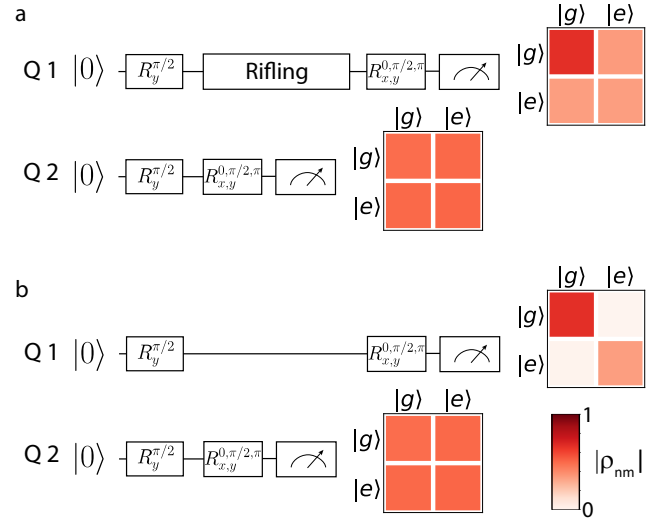 a
|g⟩ |e⟩
Q 1 |0⟩ R_y^{π/2} Rifling R_{x,y}^{0,π/2,π} |g⟩
|e⟩
|g⟩ |e⟩
Q 2 |0⟩ R_y^{π/2} R_{x,y}^{0,π/2,π} |g⟩
|e⟩
b
|g⟩ |e⟩
Q 1 |0⟩ R_y^{π/2} R_{x,y}^{0,π/2,π} |g⟩
|e⟩
|g⟩ |e⟩
Q 2 |0⟩ R_y^{π/2} R_{x,y}^{0,π/2,π} |g⟩
|e⟩
1
|ρ_{nm}|
0